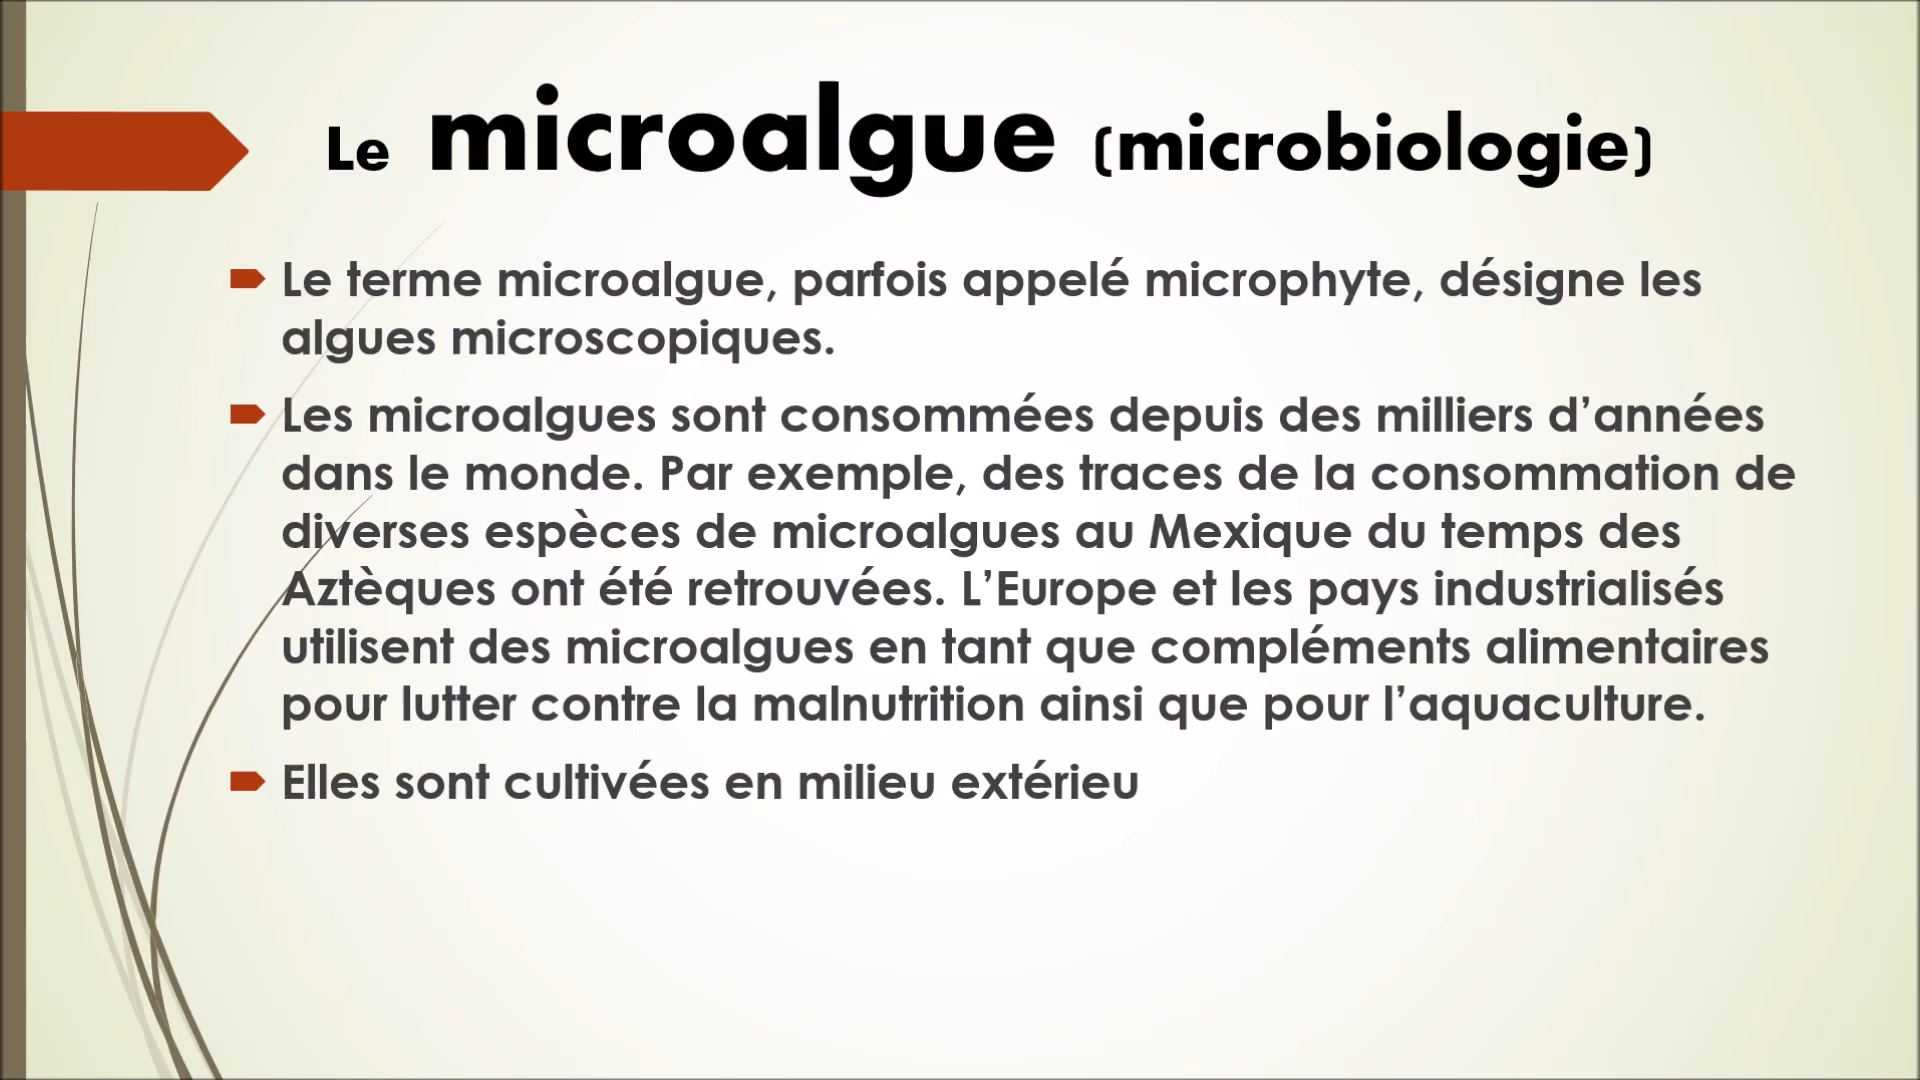 Le microalgue (microbiologie)
Le terme microalgue, parfois appelé microphyte, désigne les
algues microscopiques.
Les microalgues sont consommées depuis des milliers d’années
dans le monde. Par exemple, des traces de la consommation de
diverses espèces de microalgues au Mexique du temps des
Aztèques ont été retrouvées. L’Europe et les pays industrialisés
utilisent des microalgues en tant que compléments alimentaires
pour lutter contre la malnutrition ainsi que pour l’aquaculture.
Elles sont cultivées en milieu extérieu